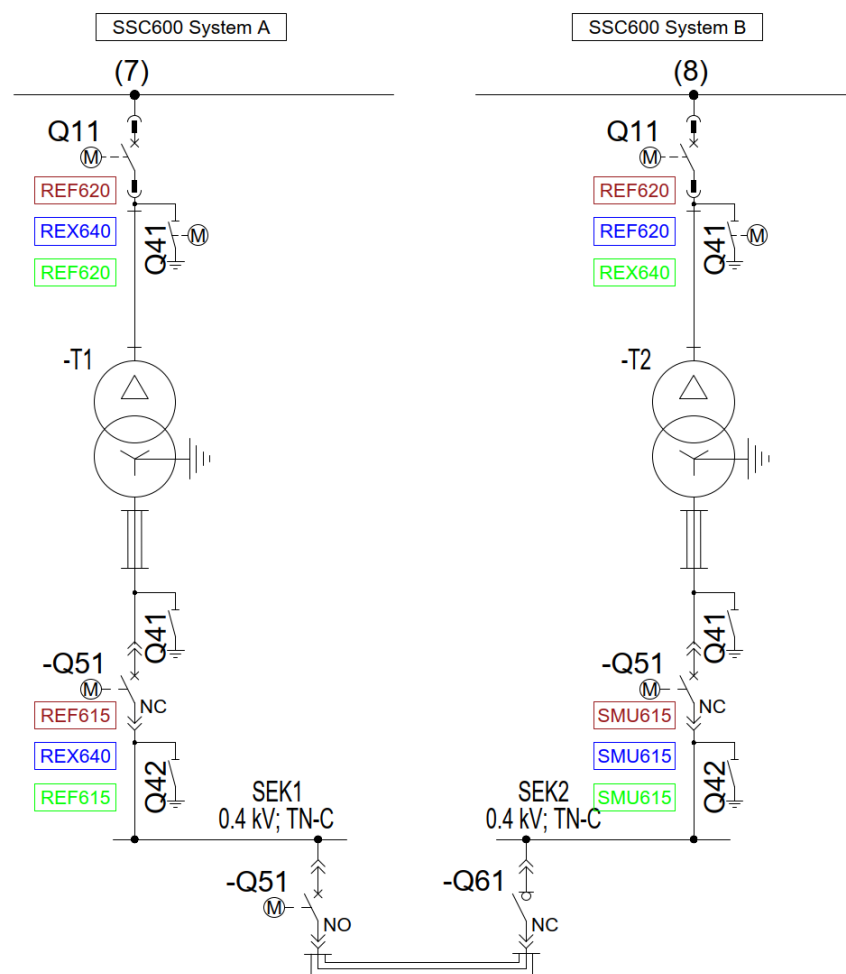 SSC600 System A
SSC600 System B
(7)
(8)
Q11
M
Q11
M
REF620
REX640
REF620
Q41
M
REF620
REF620
REX640
Q41
M
-T1
-T2
Q41
Q41
-Q51
M
NC
-Q51
M
NC
REF615
REX640
REF615
Q42
SMU615
SMU615
SMU615
Q42
SEK1
0.4 kV; TN-C
SEK2
0.4 kV; TN-C
-Q51
M
NO
-Q61
NC